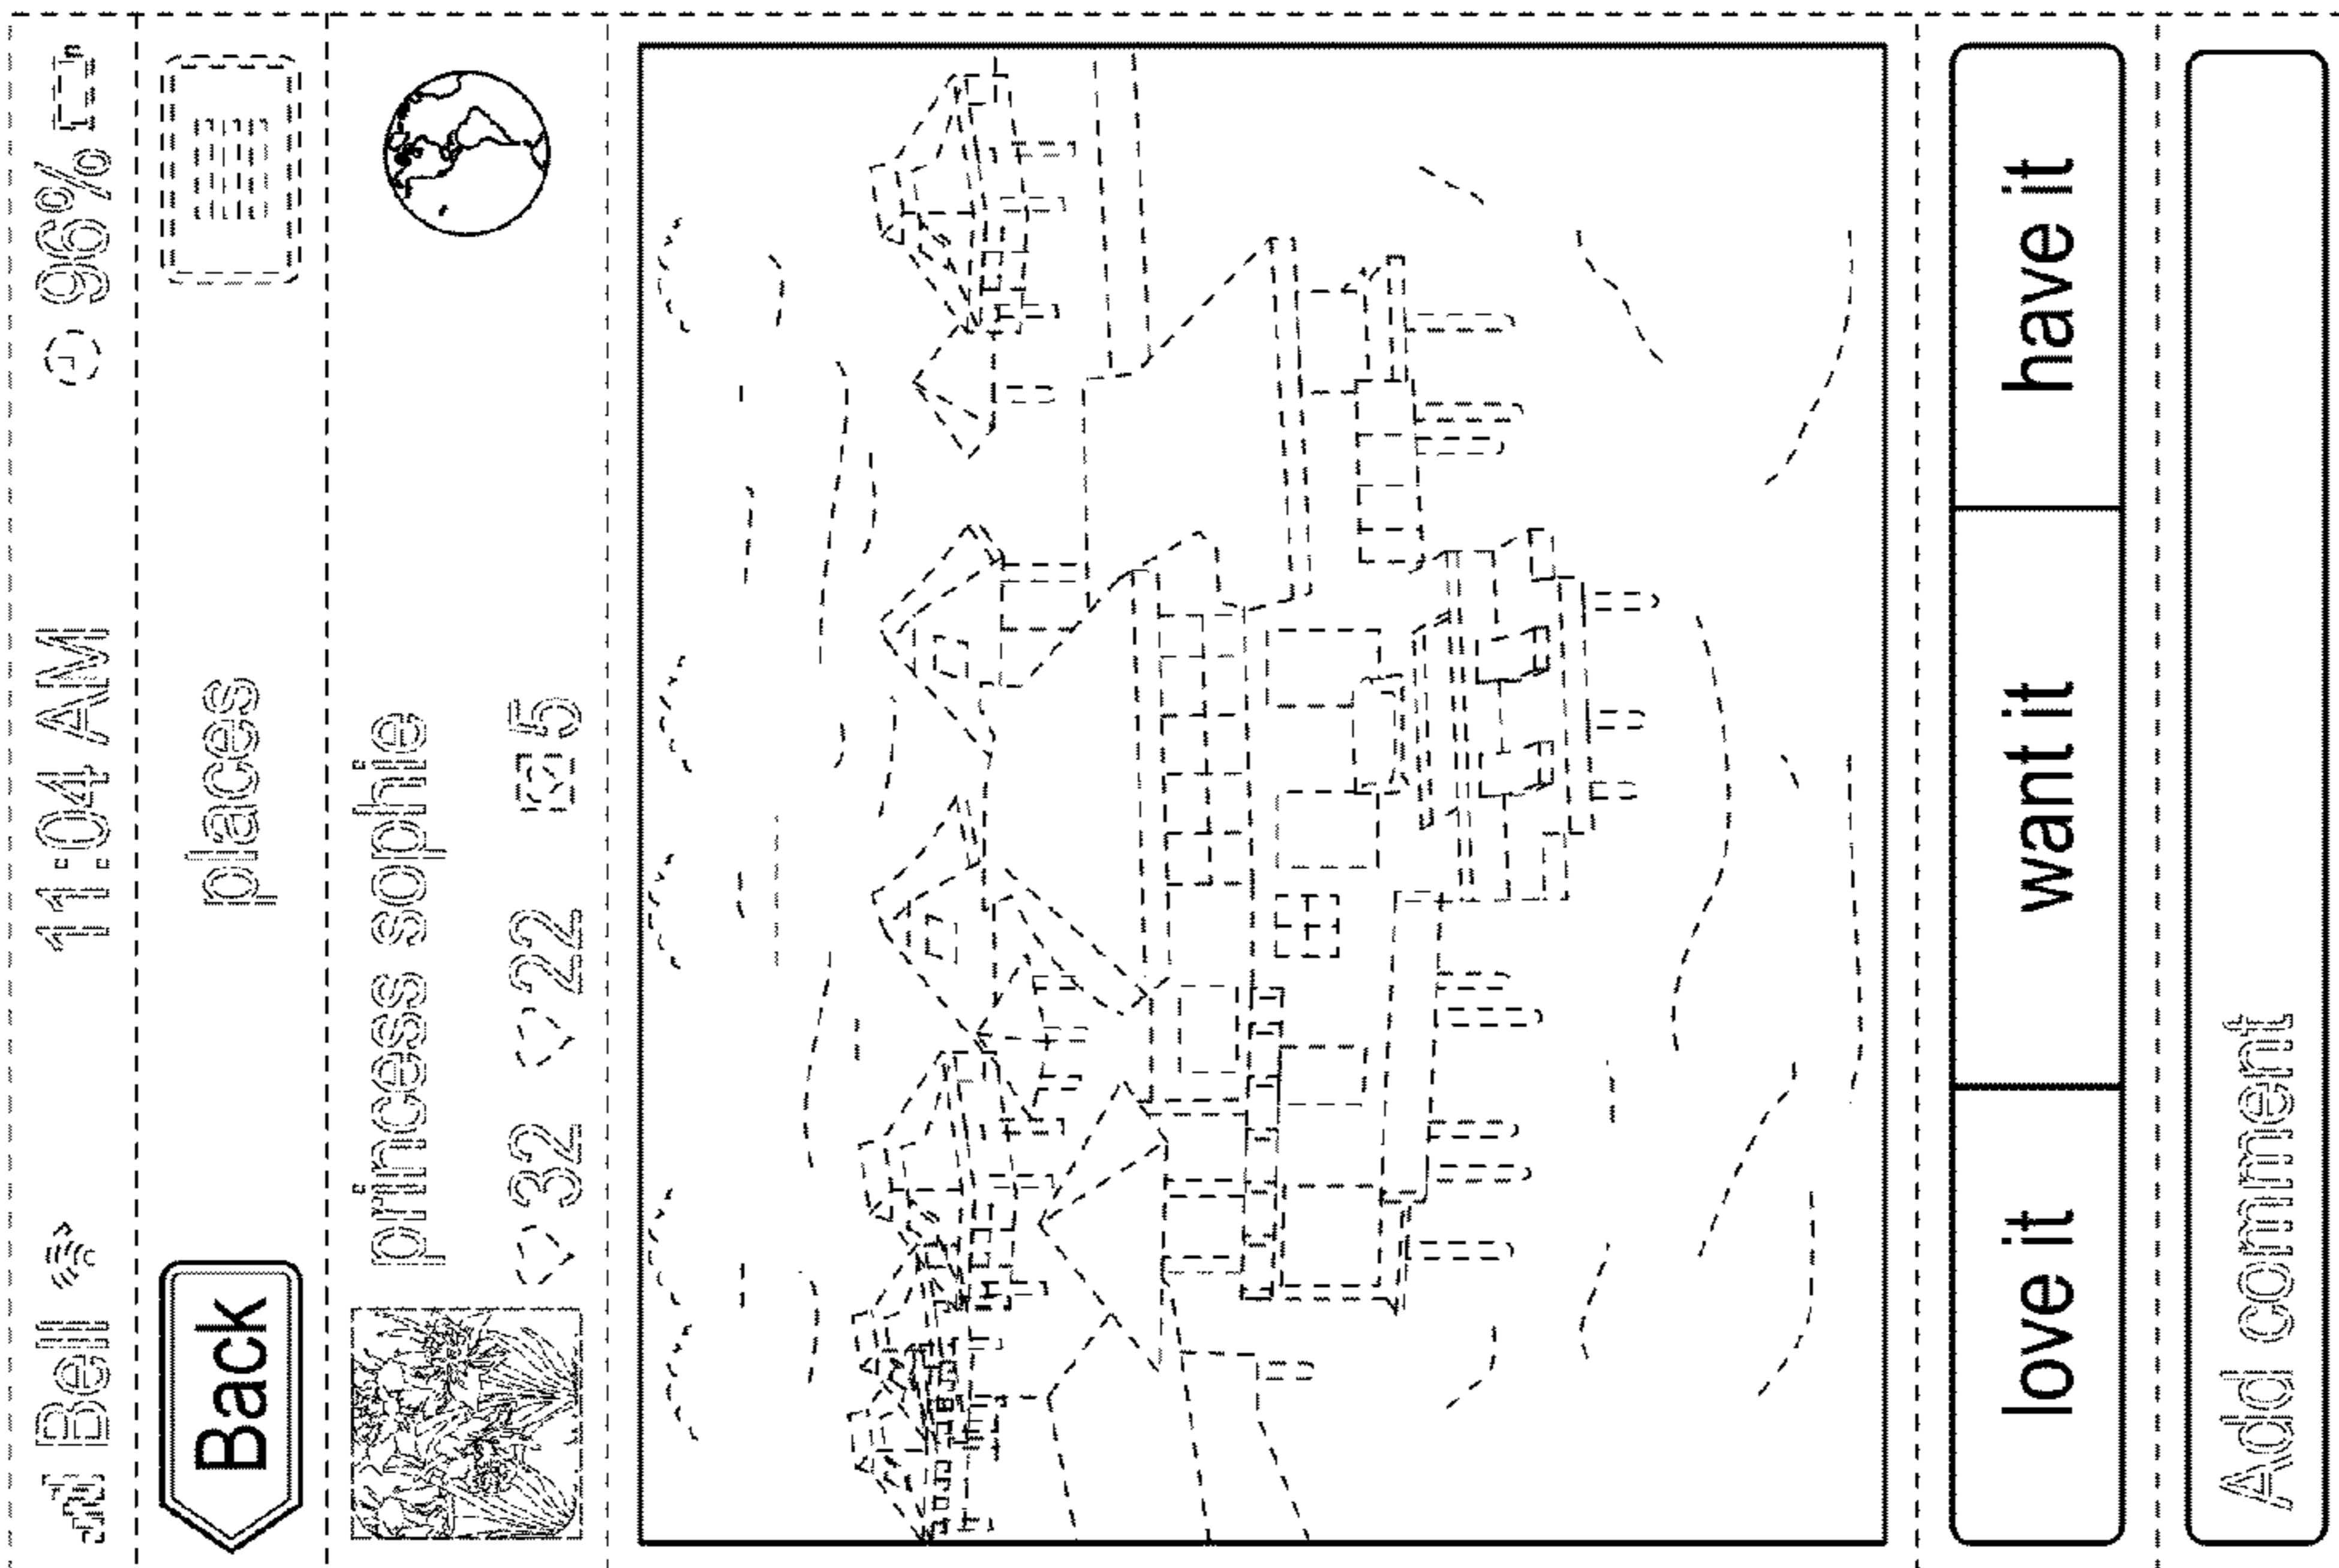 Bell 11:04 AM 96%
Back places
princess sophie
32 22 5
love it want it have it
Add comment